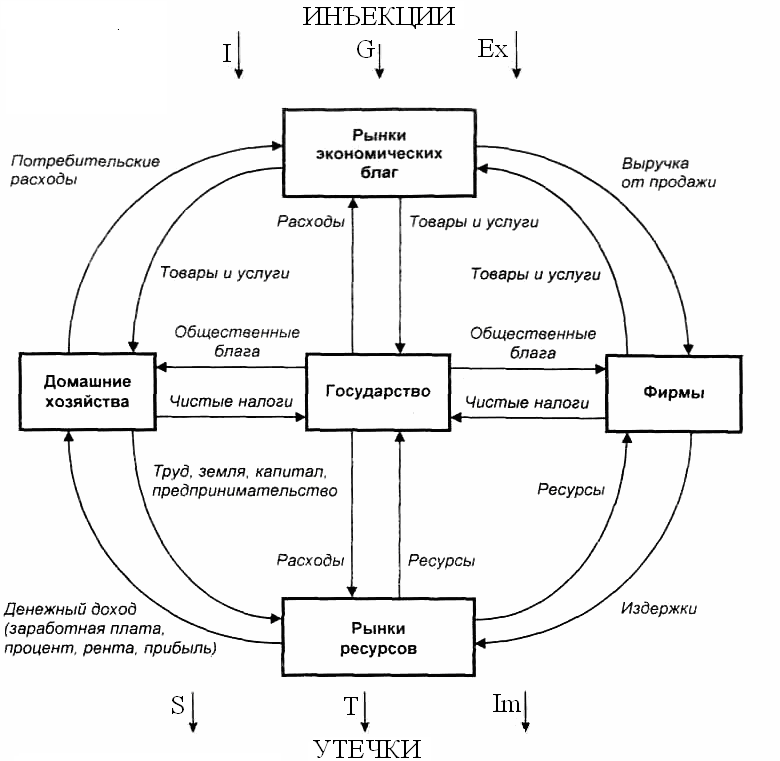 ИНЪЕКЦИИ
I
G
Ex
Рынки
экономических
благ
Потребительские
расходы
Выручка
от продажи
Расходы
Товары и услуги
Товары и услуги
Товары и услуги
Общественные
блага
Общественные
блага
Домашние
хозяйства
Государство
Фирмы
Чистые налоги
Чистые налоги
Труд, земля, капитал,
предпринимательство
Ресурсы
Расходы
Ресурсы
Денежный доход
(заработная плата,
процент, рента, прибыль)
Издержки
Рынки
ресурсов
S
T
Im
УТЕЧКИ